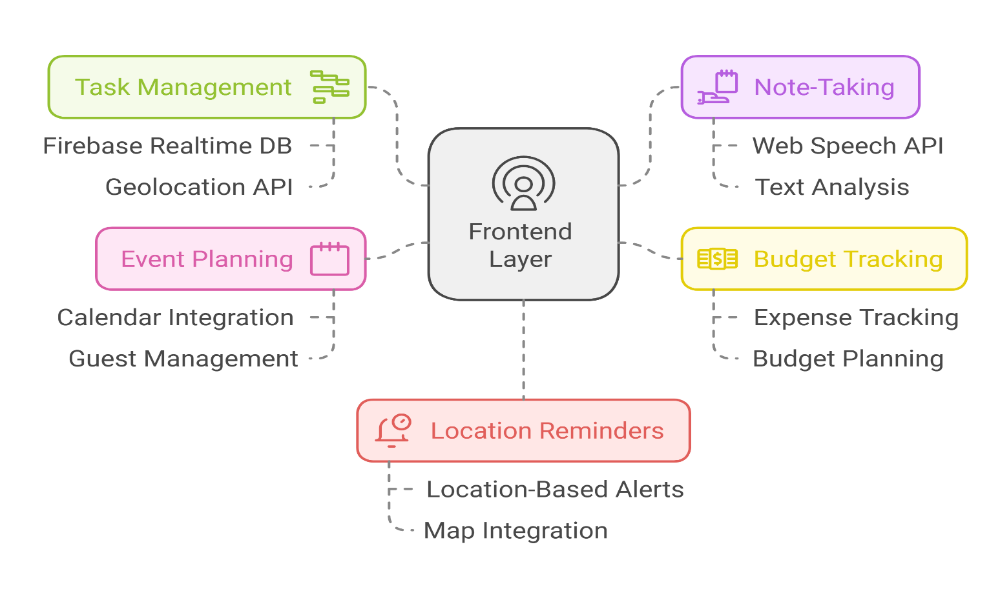 Task Management
Firebase Realtime DB
Geolocation API
Event Planning
Calendar Integration
Guest Management
Frontend
Layer
Note-Taking
Web Speech API
Text Analysis
$
Budget Tracking
Expense Tracking
Budget Planning
Location Reminders
Location-Based Alerts
Map Integration